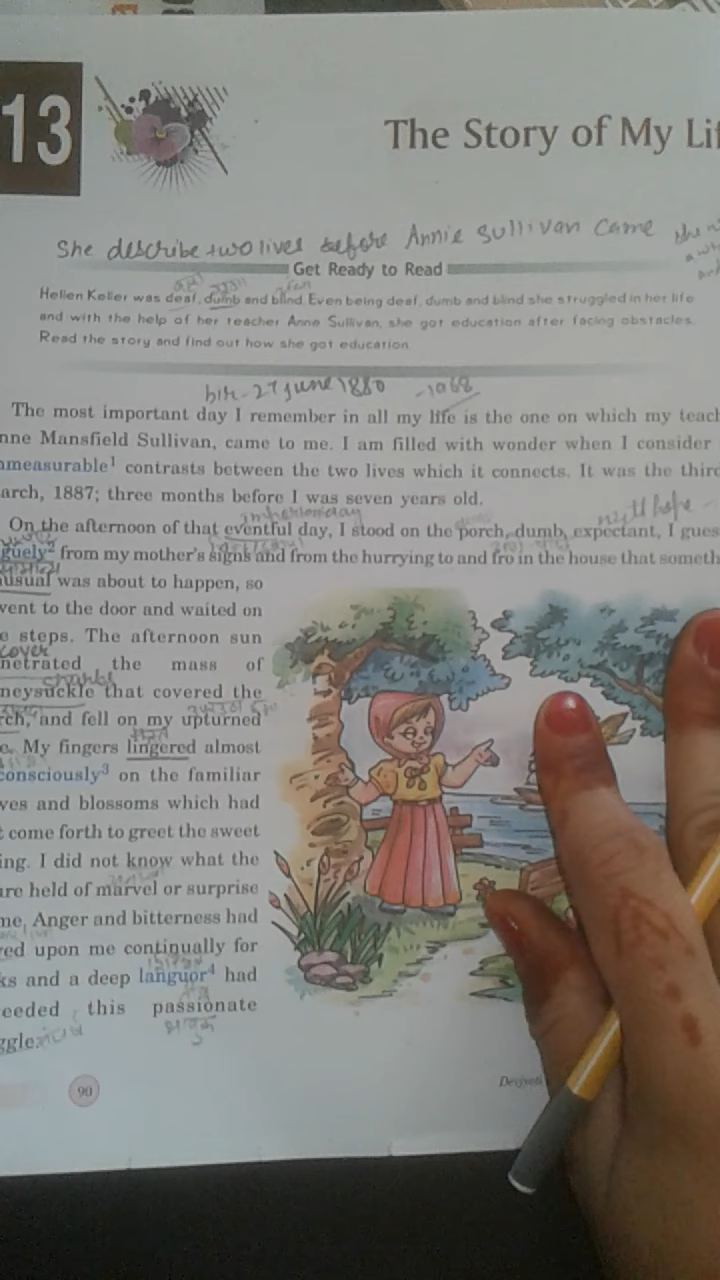 13
The Story of My Li
She describe two lives before Annie Sullivan came
Get Ready to Read
Hellen Keller was deaf, dumb and blind. Even being deaf, dumb and blind she struggled in her life
and with the help of her teacher Anne Sullivan, she got education after facing obstacles.
Read the story and find out how she got education.
27 June 1880 -1968
The most important day I remember in all my life is the one on which my teach
nne Mansfield Sullivan, came to me. I am filled with wonder when I consider
measurable1 contrasts between the two lives which it connects. It was the third
arch, 1887; three months before I was seven years old.
On the afternoon of that eventful day, I stood on the porch, dumb, expectant, I gues
guely2 from my mother's signs and from the hurrying to and fro in the house that someth
usual was about to happen, so
vent to the door and waited on
e steps. The afternoon sun
cover
netrated the mass of
neysuckle that covered the
rch, and fell on my upturned
e. My fingers lingered almost
consciously3 on the familiar
ves and blossoms which had
t come forth to greet the sweet
ing. I did not know what the
ure held of marvel or surprise
me, Anger and bitterness had
yed upon me continually for
ks and a deep languor4 had
eeded this passionate
भावुक
ggle.
90